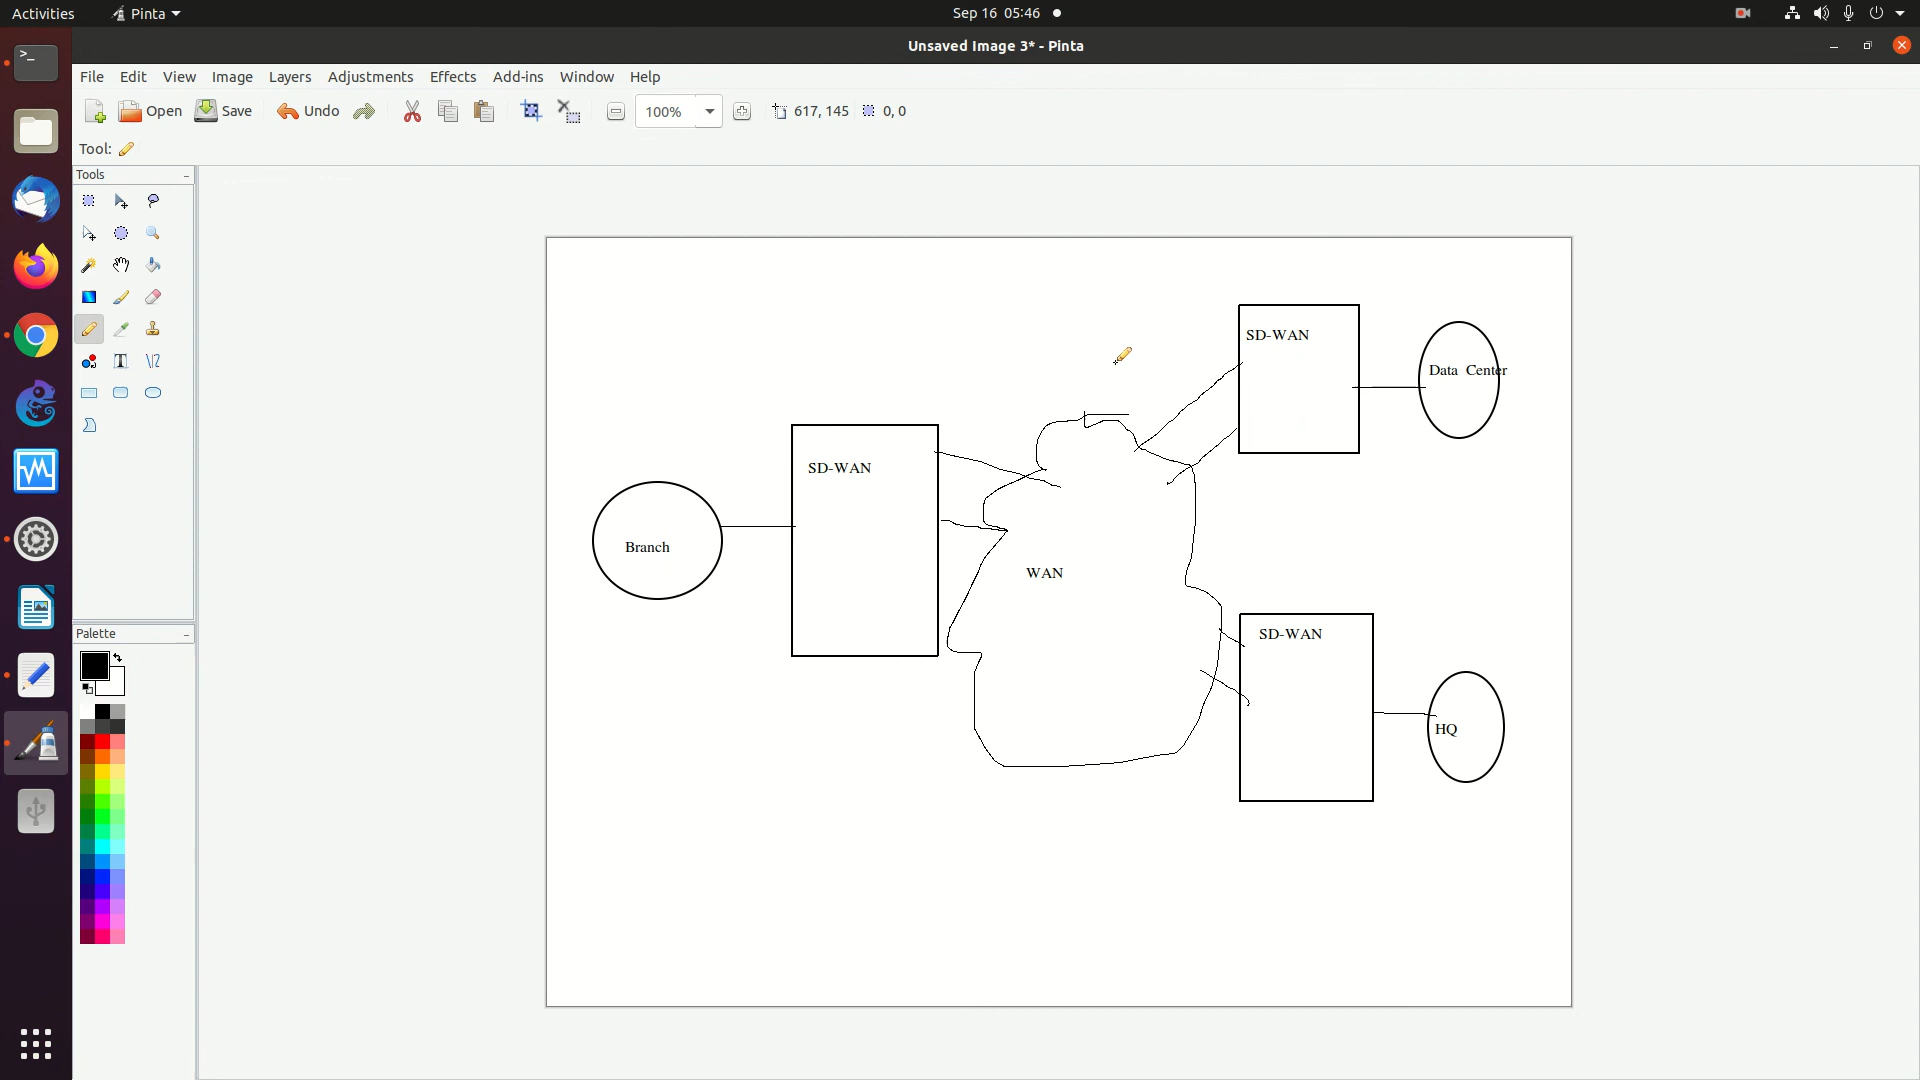 Activities Pinta Sep 16 05:46
Unsaved Image 3* - Pinta
File Edit View Image Layers Adjustments Effects Add-ins Window Help
Open Save Undo 100% 617, 145 0, 0
Tool:
Tools
SD-WAN
Data Center
SD-WAN
Branch
WAN
SD-WAN
Palette
HQ